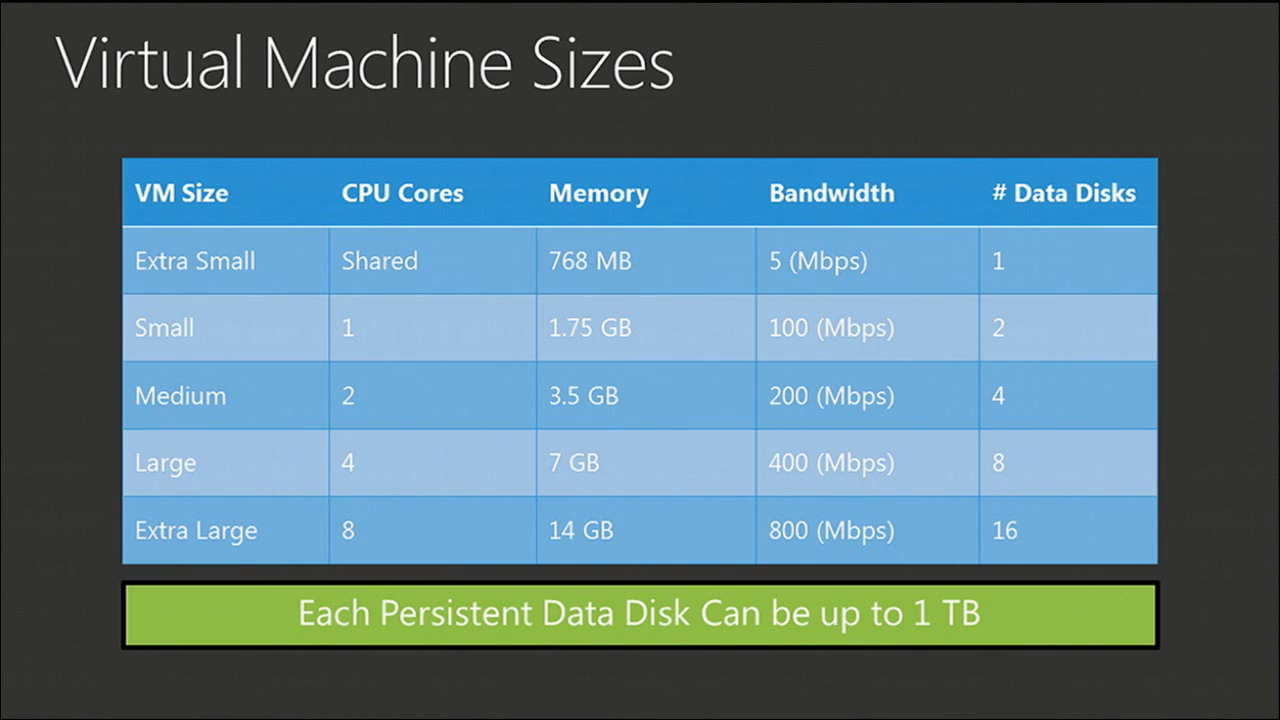 Virtual Machine Sizes
VM Size CPU Cores Memory Bandwidth # Data Disks
Extra Small Shared 768 MB 5 (Mbps) 1
Small 1 1.75 GB 100 (Mbps) 2
Medium 2 3.5 GB 200 (Mbps) 4
Large 4 7 GB 400 (Mbps) 8
Extra Large 8 14 GB 800 (Mbps) 16
Each Persistent Data Disk Can be up to 1 TB